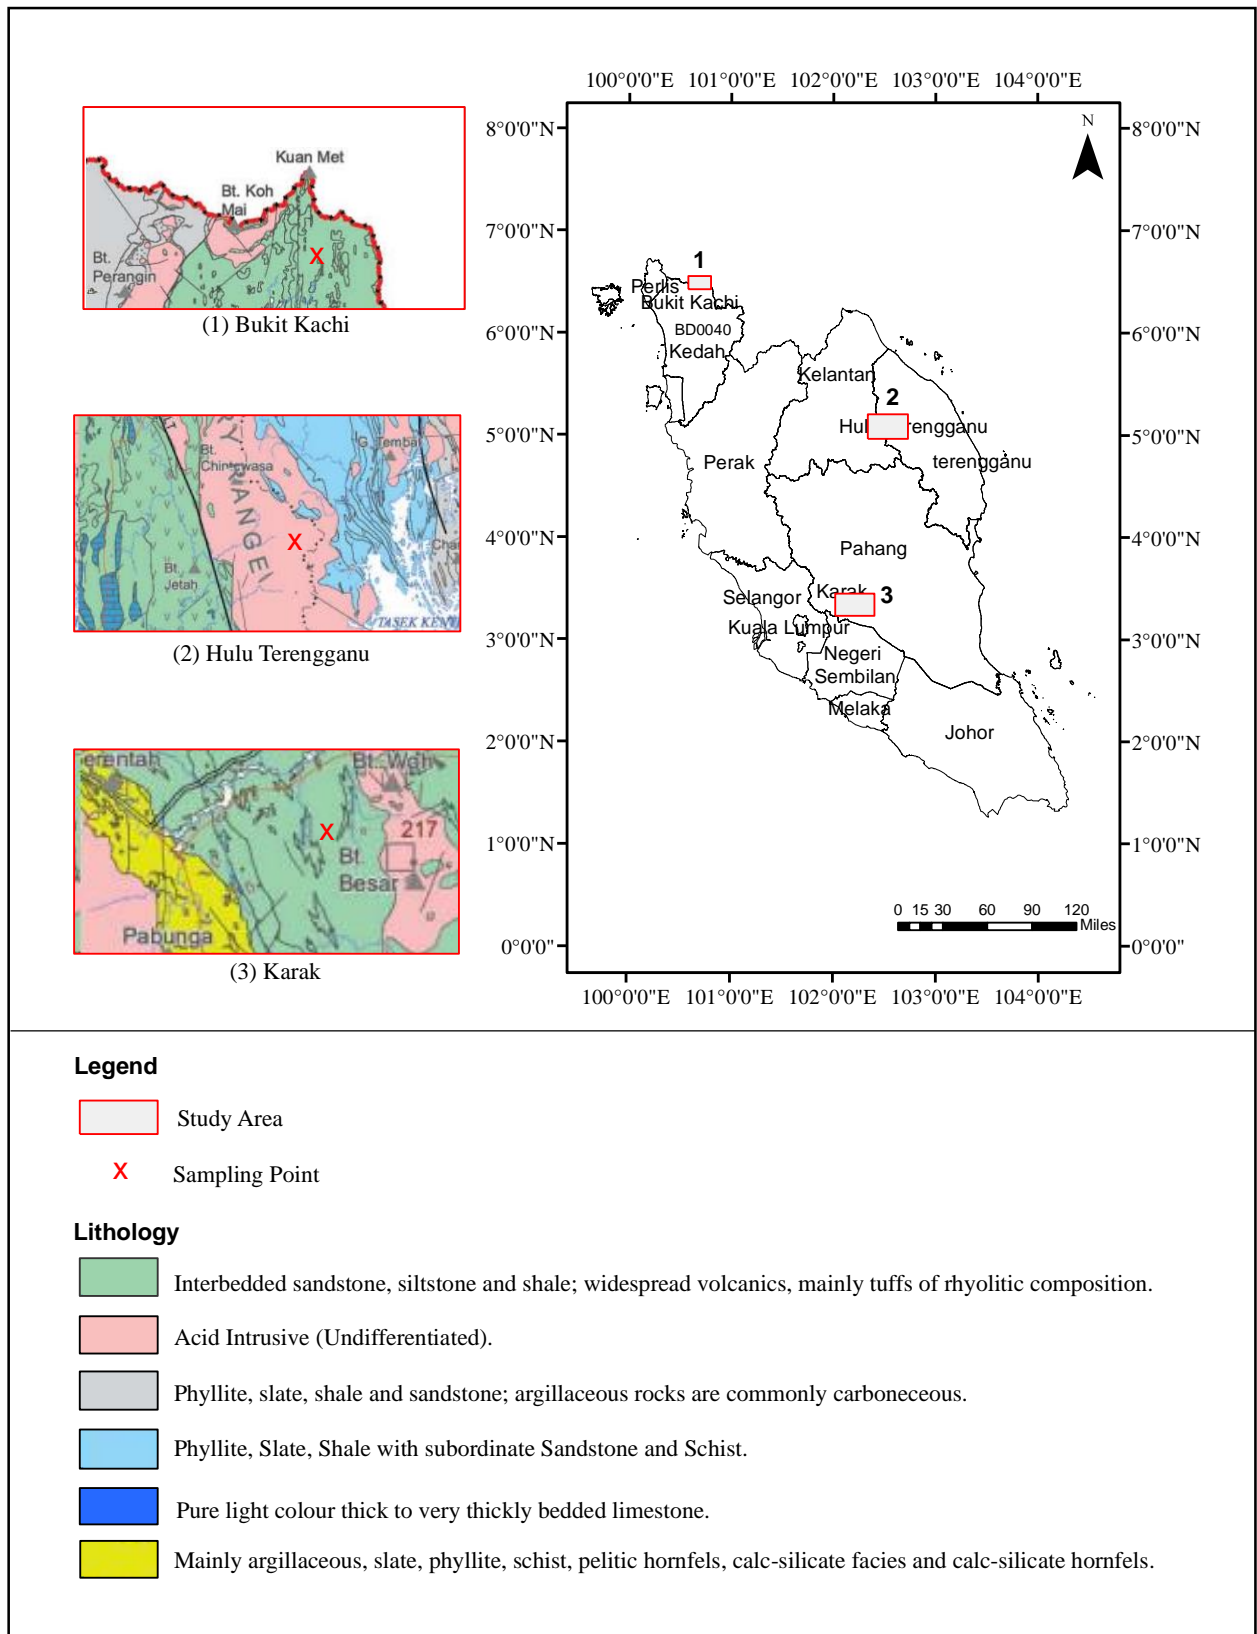 Kuan Met
Bt. Koh
Mai
Bt.
Perangin
X
(1) Bukit Kachi
Bt.
Chintawasa
G. Tembat
RY RANGE
X
Bt.
Jetah
TASEK KENY
(2) Hulu Terengganu
erentah
Bt. Wah
X
217
Bt.
Besar
Pabunga
(3) Karak
100°0'0"E 101°0'0"E 102°0'0"E 103°0'0"E 104°0'0"E
8°0'0"N
8°0'0"N
N
7°0'0"N
7°0'0"N
1
Perlis
Bukit Kachi
BD0040
Kedah
6°0'0"N
6°0'0"N
Kelantan
2
Hulu Terengganu
5°0'0"N
5°0'0"N
Perak
terengganu
4°0'0"N
4°0'0"N
Pahang
Karak
3
Selangor
Kuala Lumpur
3°0'0"N
3°0'0"N
Negeri
Sembilan
Melaka
Johor
2°0'0"N
2°0'0"N
1°0'0"N
1°0'0"N
0 15 30 60 90 120
Miles
0°0'0"
0°0'0"
100°0'0"E 101°0'0"E 102°0'0"E 103°0'0"E 104°0'0"E
Legend
Study Area
X Sampling Point
Lithology
Interbedded sandstone, siltstone and shale; widespread volcanics, mainly tuffs of rhyolitic composition.
Acid Intrusive (Undifferentiated).
Phyllite, slate, shale and sandstone; argillaceous rocks are commonly carboneceous.
Phyllite, Slate, Shale with subordinate Sandstone and Schist.
Pure light colour thick to very thickly bedded limestone.
Mainly argillaceous, slate, phyllite, schist, pelitic hornfels, calc-silicate facies and calc-silicate hornfels.